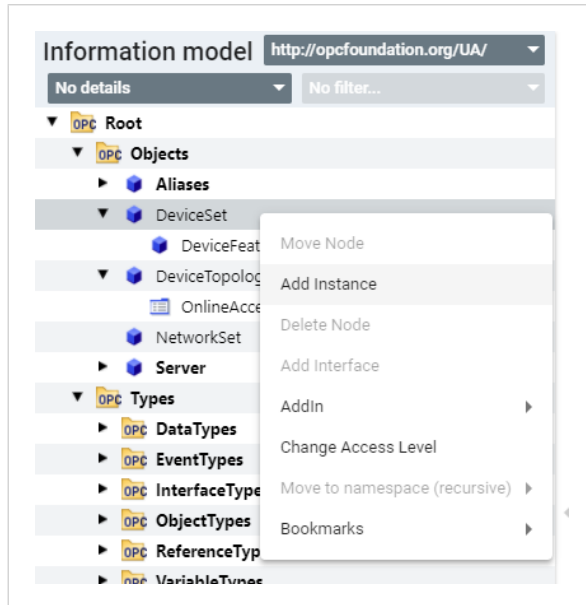 Information model http://opcfoundation.org/UA/
No details No filter...
OPC Root
OPC Objects
Aliases
DeviceSet
DeviceFeat
Move Node
DeviceTopolog
Add Instance
OnlineAcce
Delete Node
NetworkSet
Add Interface
Server
AddIn
OPC Types
OPC DataTypes
Change Access Level
OPC EventTypes
OPC InterfaceType
Move to namespace (recursive)
OPC ObjectTypes
Bookmarks
OPC ReferenceTyp
OPC VariableTypes